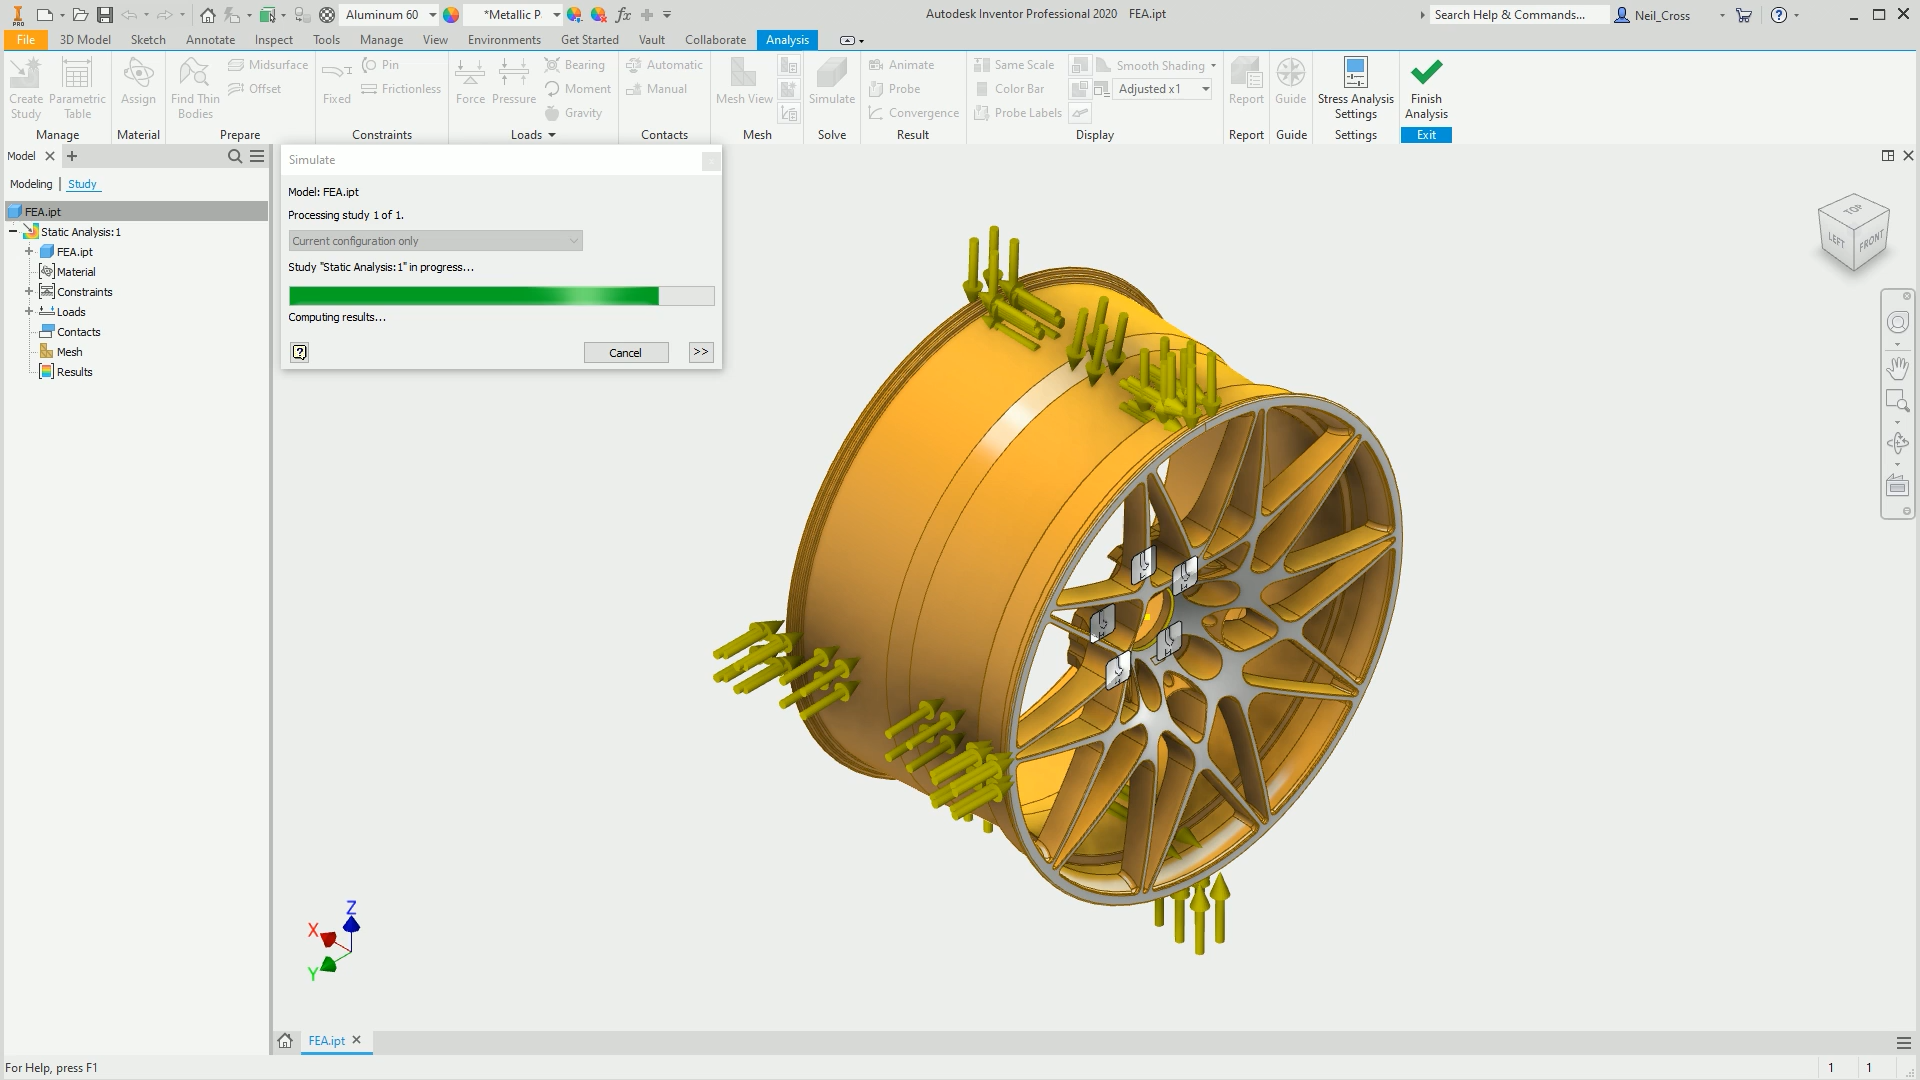 PRO
Aluminum 60
*Metallic P
fx
Autodesk Inventor Professional 2020 FEA.ipt
Search Help & Commands...
Neil_Cross
File 3D Model Sketch Annotate Inspect Tools Manage View Environments Get Started Vault Collaborate Analysis
Create Study
Parametric Table
Manage
Assign
Material
Find Thin Bodies
Midsurface
Offset
Prepare
Fixed
Pin
Frictionless
Constraints
Force
Pressure
Bearing
Moment
Gravity
Loads
Automatic
Manual
Contacts
Mesh View
Mesh
Simulate
Solve
Animate
Probe
Convergence
Result
Same Scale
Color Bar
Probe Labels
Smooth Shading
Adjusted x1
Display
Report
Report
Guide
Guide
Stress Analysis Settings
Settings
Finish Analysis
Exit
Model
Modeling | Study
FEA.ipt
Static Analysis:1
FEA.ipt
Material
Constraints
Loads
Contacts
Mesh
Results
Simulate
Model: FEA.ipt
Processing study 1 of 1.
Current configuration only
Study "Static Analysis:1" in progress...
Computing results...
Cancel
>>
TOP
LEFT
FRONT
Z
X
Y
FEA.ipt
For Help, press F1
1 1